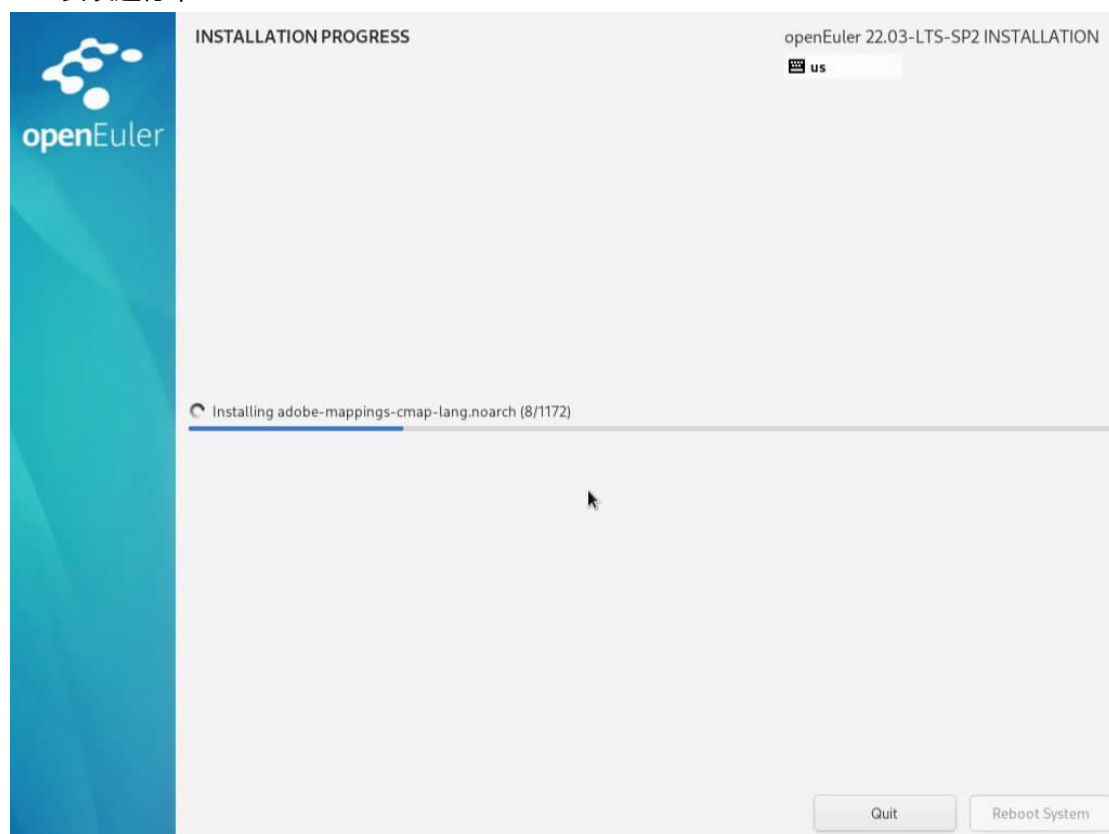 INSTALLATION PROGRESS
openEuler 22.03-LTS-SP2 INSTALLATION
us
openEuler
Installing adobe-mappings-cmap-lang.noarch (8/1172)
Quit
Reboot System